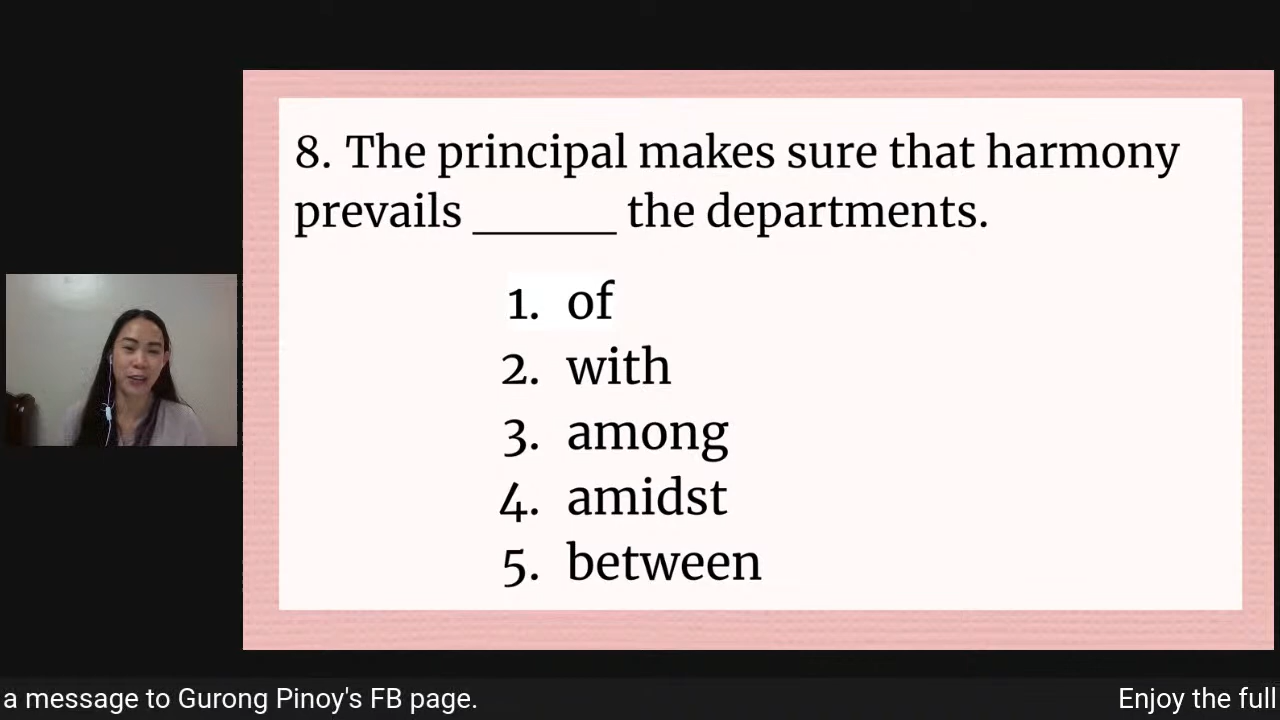 8. The principal makes sure that harmony
prevails ______ the departments.
1. of
2. with
3. among
4. amidst
5. between
a message to Gurong Pinoy's FB page.
Enjoy the full